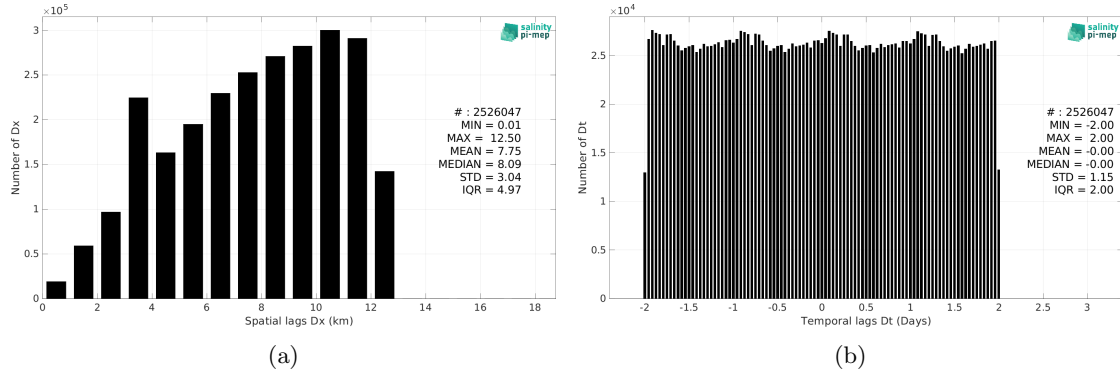 ×10^5
3
2.5
2
1.5
1
0.5
0
0 2 4 6 8 10 12 14 16 18
Number of Dx
Spatial lags Dx (km)
salinity
pi-mep
# : 2526047
MIN = 0.01
MAX = 12.50
MEAN = 7.75
MEDIAN = 8.09
STD = 3.04
IQR = 4.97
(a)
×10^4
2.5
2
1.5
1
0.5
0
-2 -1.5 -1 -0.5 0 0.5 1 1.5 2 2.5 3
Number of Dt
Temporal lags Dt (Days)
salinity
pi-mep
# : 2526047
MIN = -2.00
MAX = 2.00
MEAN = -0.00
MEDIAN = -0.00
STD = 1.15
IQR = 2.00
(b)